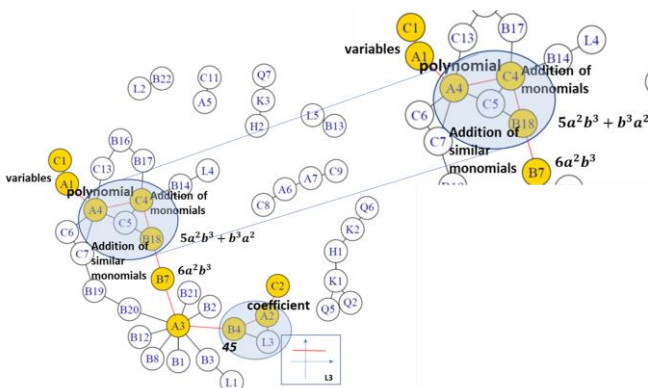 L2 B22
C11
A5
Q7
K3
H2
L5
B13
C1
B16
A1
variables
C13
B17
L4
B14
polynomial
A4
C4
Addition of
monomials
C5
C6
B18
5a²b³ + b³a²
C7
Addition of
similar
monomials
B7
6a²b³
B19
C8 A6 A7 C9
Q6
K2
H1
K1
Q5 Q2
C2
coefficient
B21
B2
B20
A3
B4
A2
L3
45
B12
B8
B1
B3
L1
L3
C1
variables
A1
C13
B17
L4
B14
polynomial
A4
C4
Addition
of monomials
C5
C6
B18
5a²b³ + b³a²
C7
Addition of
similar
monomials
B7
6a²b³